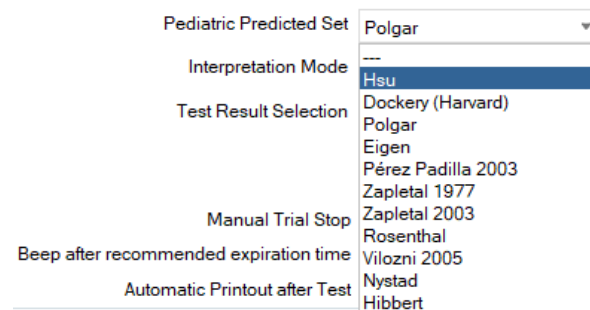 Pediatric Predicted Set Polgar
Interpretation Mode
Test Result Selection
Manual Trial Stop
Beep after recommended expiration time
Automatic Printout after Test
---
Hsu
Dockery (Harvard)
Polgar
Eigen
Pérez Padilla 2003
Zapletal 1977
Zapletal 2003
Rosenthal
Vilozni 2005
Nystad
Hibbert